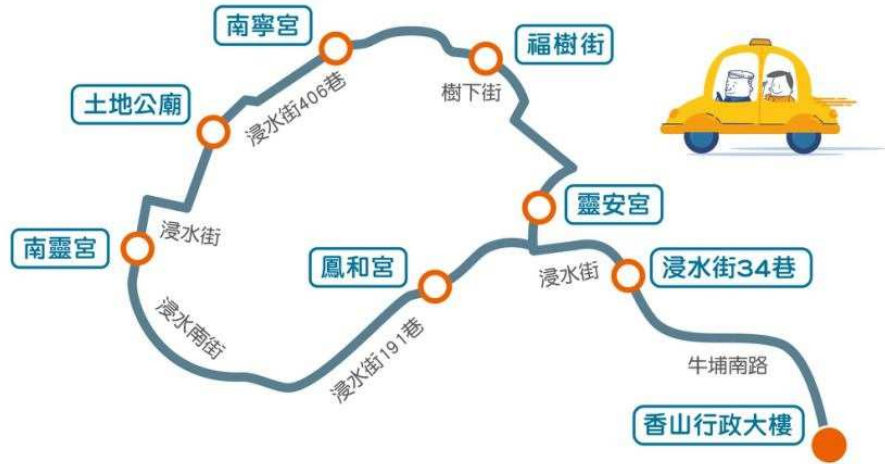 南寧宮
福樹街
樹下街
浸水街406巷
土地公廟
靈安宮
浸水街
南靈宮
鳳和宮
浸水街
浸水街34巷
浸水南街
浸水街191巷
牛埔南路
香山行政大樓